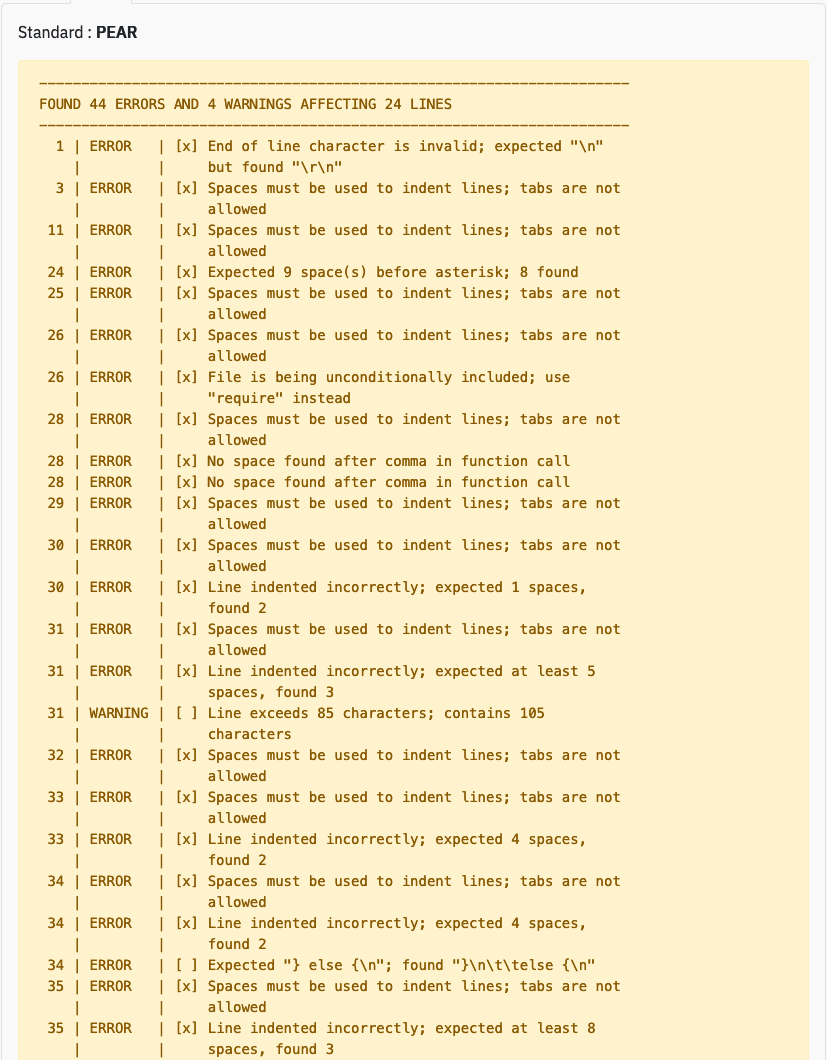 Standard : PEAR
----------------------------------------------------------------------
FOUND 44 ERRORS AND 4 WARNINGS AFFECTING 24 LINES
----------------------------------------------------------------------
  1 | ERROR   | [x] End of line character is invalid; expected "\n"
    |         |     but found "\r\n"
  3 | ERROR   | [x] Spaces must be used to indent lines; tabs are not
    |         |     allowed
 11 | ERROR   | [x] Spaces must be used to indent lines; tabs are not
    |         |     allowed
 24 | ERROR   | [x] Expected 9 space(s) before asterisk; 8 found
 25 | ERROR   | [x] Spaces must be used to indent lines; tabs are not
    |         |     allowed
 26 | ERROR   | [x] Spaces must be used to indent lines; tabs are not
    |         |     allowed
 26 | ERROR   | [x] File is being unconditionally included; use
    |         |     "require" instead
 28 | ERROR   | [x] Spaces must be used to indent lines; tabs are not
    |         |     allowed
 28 | ERROR   | [x] No space found after comma in function call
 28 | ERROR   | [x] No space found after comma in function call
 29 | ERROR   | [x] Spaces must be used to indent lines; tabs are not
    |         |     allowed
 30 | ERROR   | [x] Spaces must be used to indent lines; tabs are not
    |         |     allowed
 30 | ERROR   | [x] Line indented incorrectly; expected 1 spaces,
    |         |     found 2
 31 | ERROR   | [x] Spaces must be used to indent lines; tabs are not
    |         |     allowed
 31 | ERROR   | [x] Line indented incorrectly; expected at least 5
    |         |     spaces, found 3
 31 | WARNING | [ ] Line exceeds 85 characters; contains 105
    |         |     characters
 32 | ERROR   | [x] Spaces must be used to indent lines; tabs are not
    |         |     allowed
 33 | ERROR   | [x] Spaces must be used to indent lines; tabs are not
    |         |     allowed
 33 | ERROR   | [x] Line indented incorrectly; expected 4 spaces,
    |         |     found 2
 34 | ERROR   | [x] Spaces must be used to indent lines; tabs are not
    |         |     allowed
 34 | ERROR   | [x] Line indented incorrectly; expected 4 spaces,
    |         |     found 2
 34 | ERROR   | [ ] Expected "} else {\n"; found "}\n\t\telse {\n"
 35 | ERROR   | [x] Spaces must be used to indent lines; tabs are not
    |         |     allowed
 35 | ERROR   | [x] Line indented incorrectly; expected at least 8
    |         |     spaces, found 3